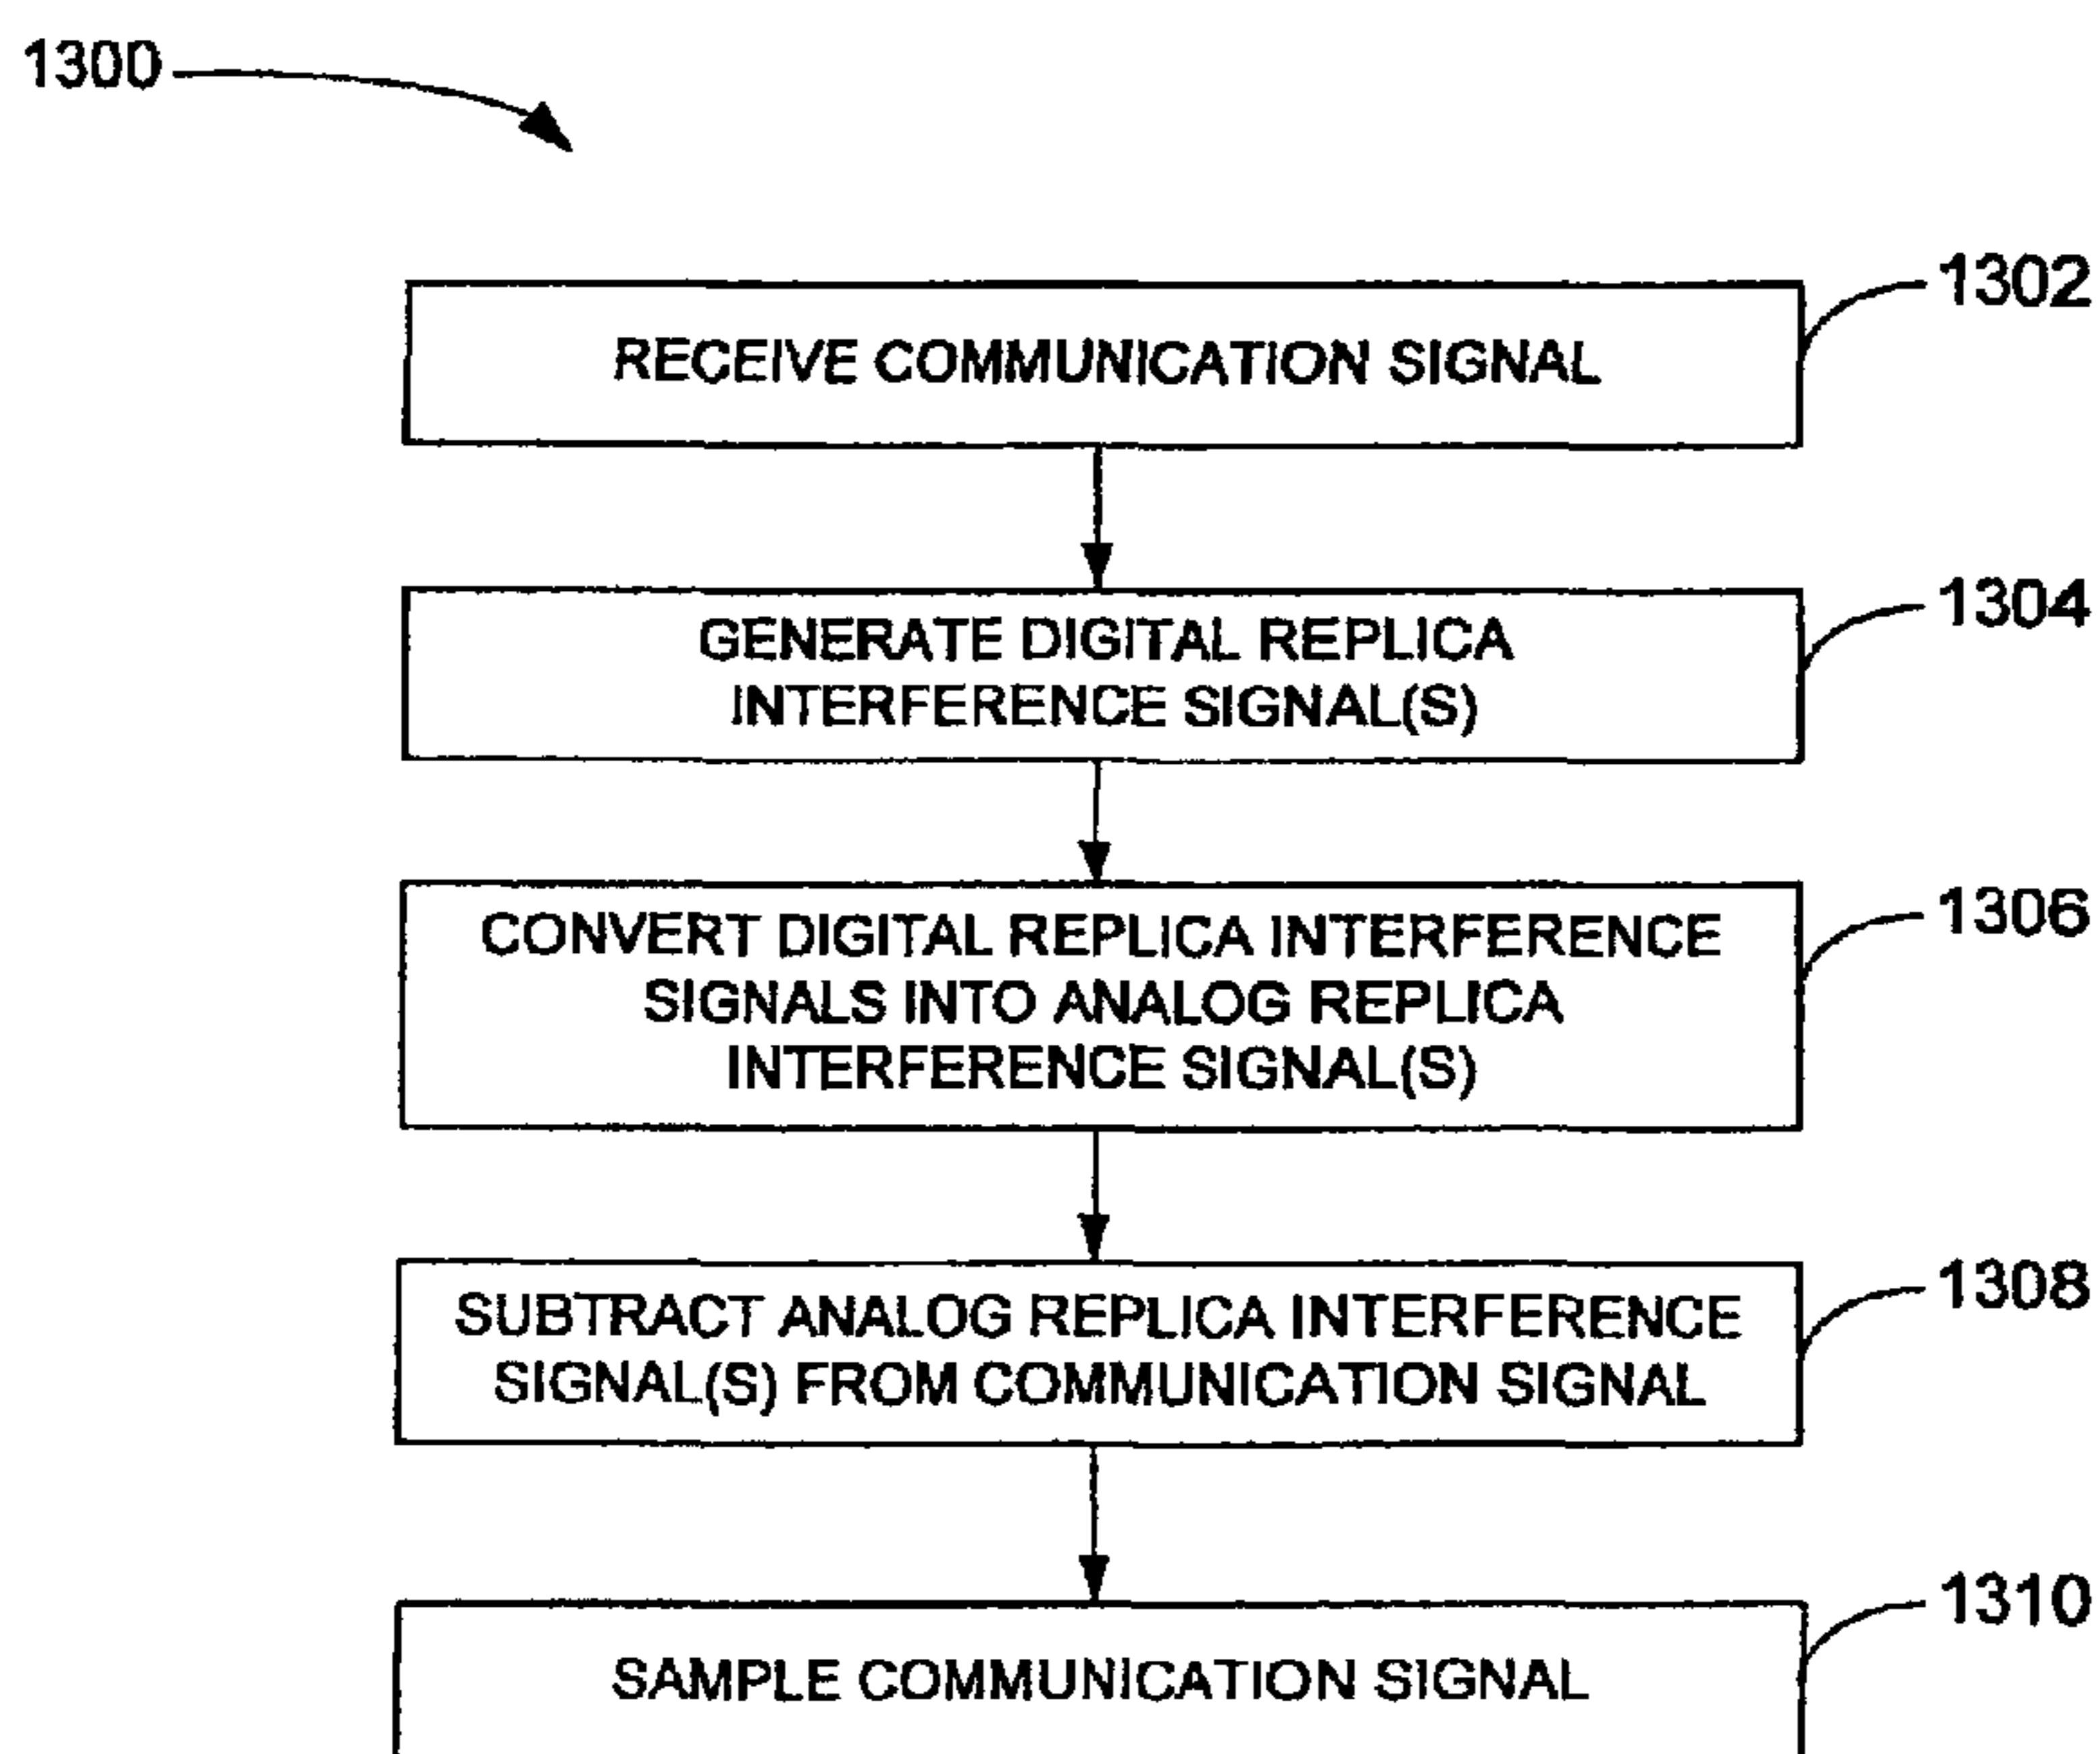 1300
1302
RECEIVE COMMUNICATION SIGNAL
1304
GENERATE DIGITAL REPLICA
INTERFERENCE SIGNAL(S)
1306
CONVERT DIGITAL REPLICA INTERFERENCE
SIGNALS INTO ANALOG REPLICA
INTERFERENCE SIGNAL(S)
1308
SUBTRACT ANALOG REPLICA INTERFERENCE
SIGNAL(S) FROM COMMUNICATION SIGNAL
1310
SAMPLE COMMUNICATION SIGNAL